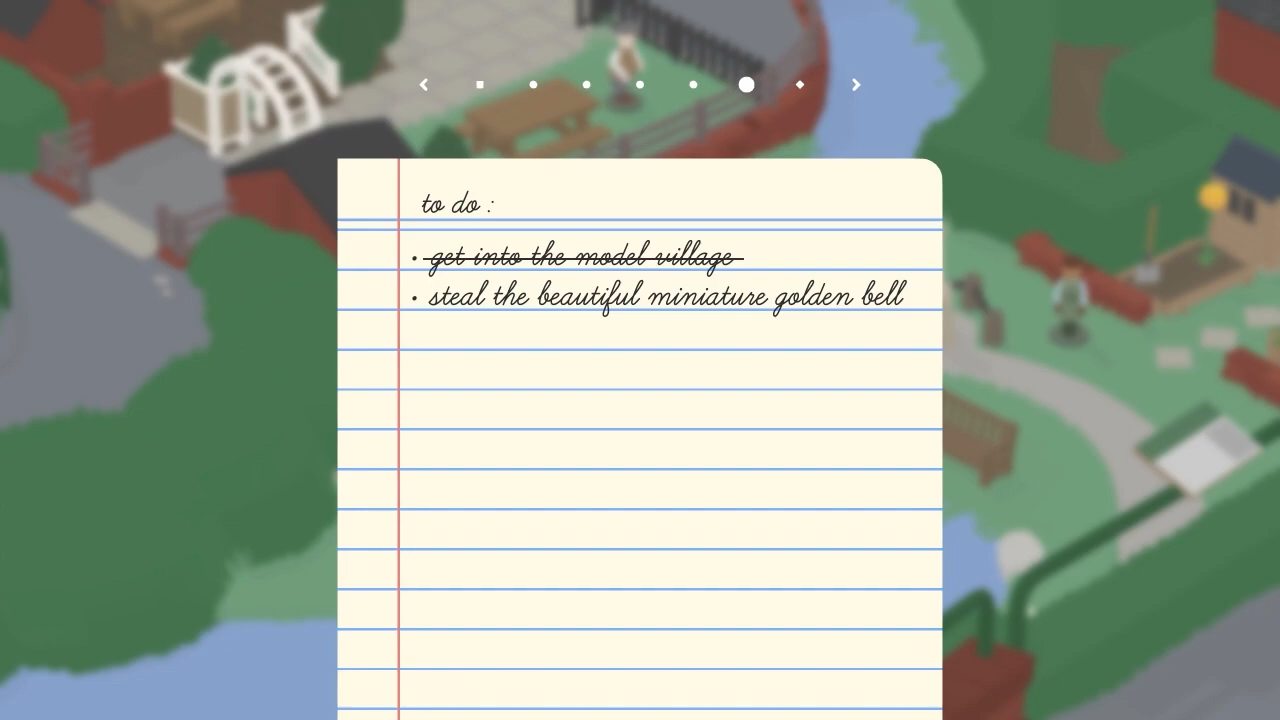 to do :
• get into the model village
• steal the beautiful miniature golden bell